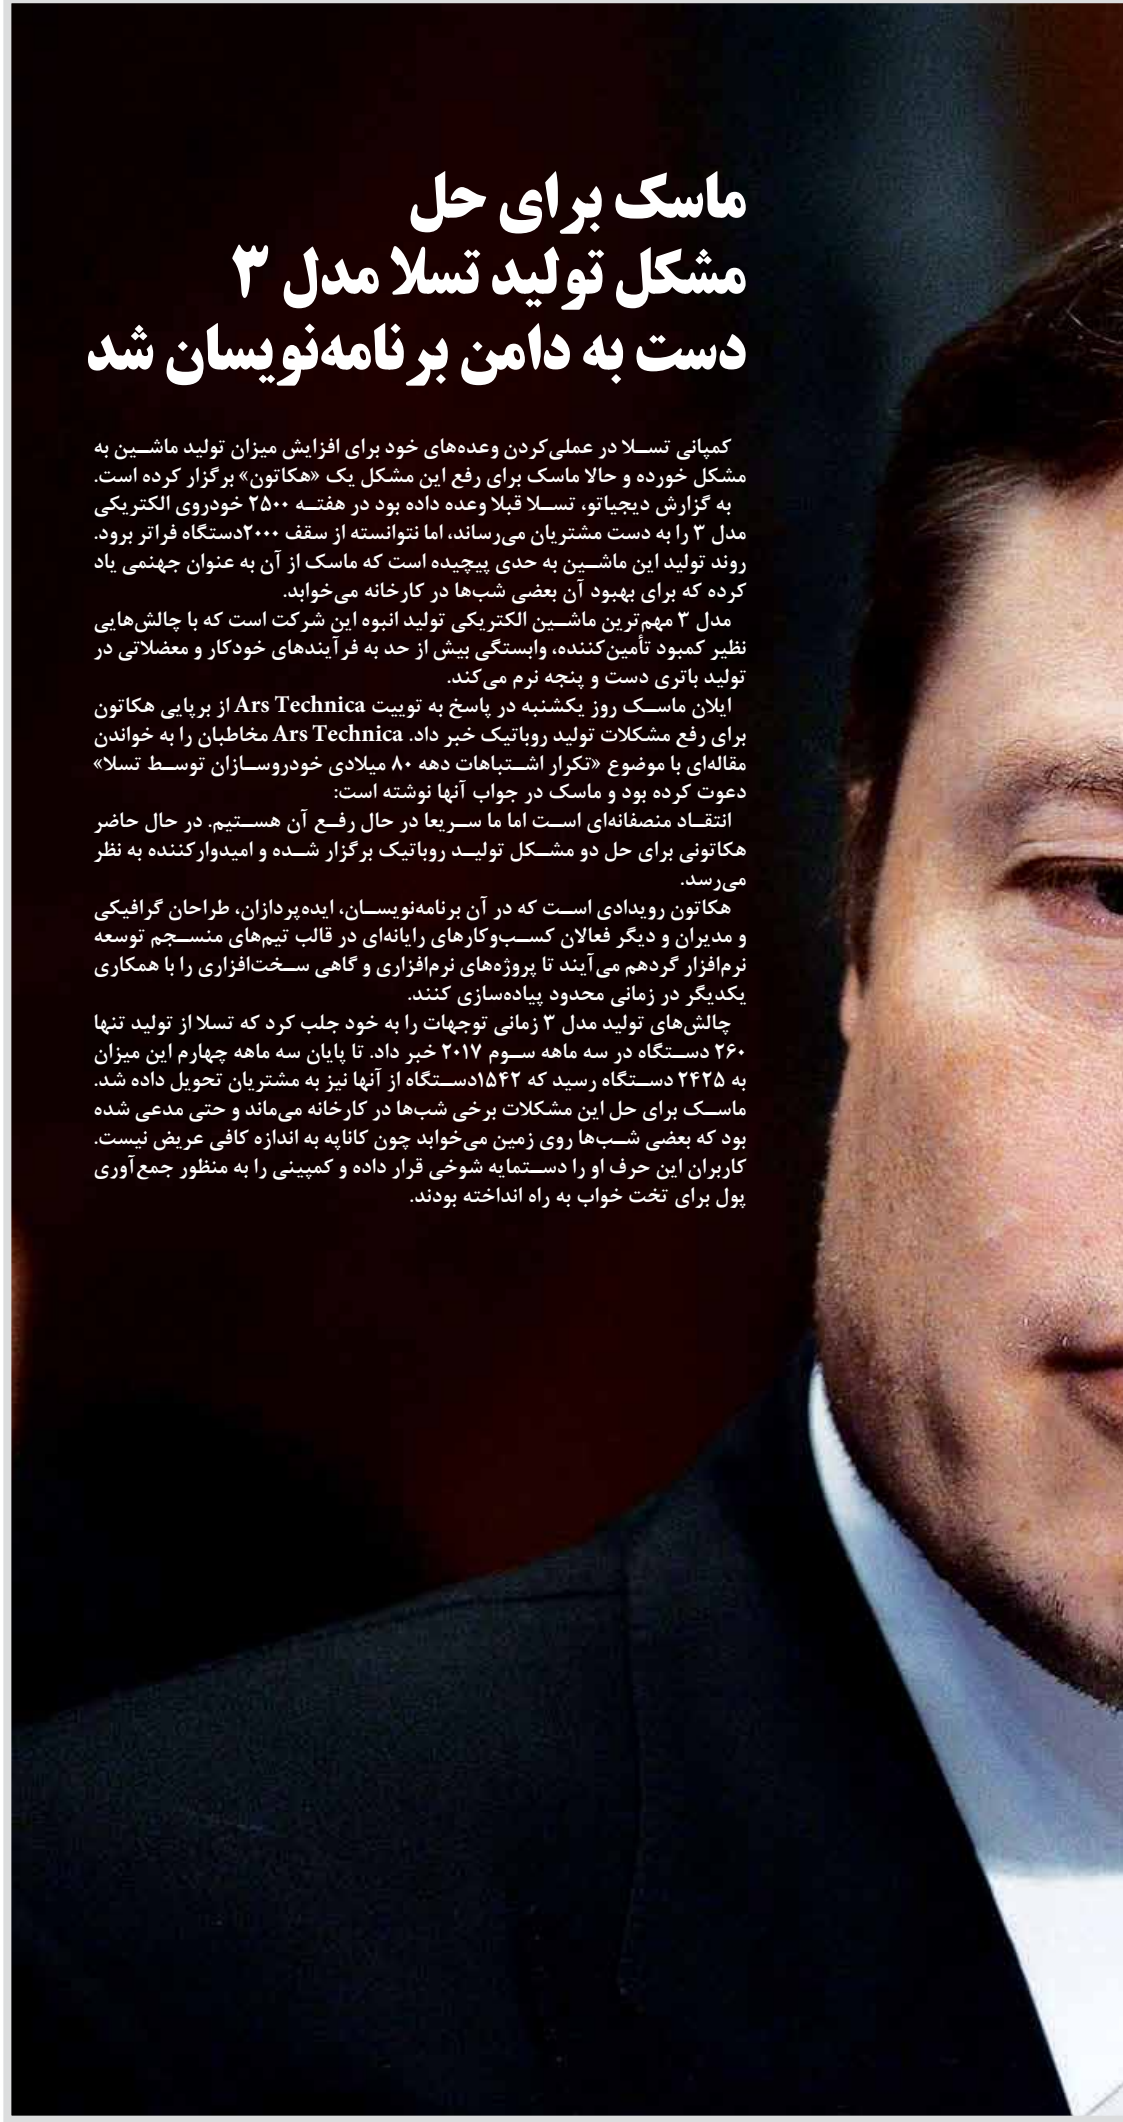 ماسک برای حل
مشکل تولید تسلا مدل ۳
دست به دامن برنامه‌نویسان شد
کمپانی تسـلا در عملی‌کردن وعده‌های خود برای افزایش میزان تولید ماشـین به
مشکل خورده و حالا ماسک برای رفع این مشکل یک «هکاتون» برگزار کرده است.
به گزارش دیجیاتو، تسـلا قبلا وعده داده بود در هفتـه ۲۵۰۰ خودروی الکتریکی
مدل ۳ را به دست مشتریان می‌رساند، اما نتوانسته از سقف ۲۰۰۰دستگاه فراتر برود.
روند تولید این ماشـین به حدی پیچیده است که ماسک از آن به عنوان جهنمی یاد
کرده که برای بهبود آن بعضی شب‌ها در کارخانه می‌خوابد.
مدل ۳ مهم‌ترین ماشـین الکتریکی تولید انبوه این شرکت است که با چالش‌هایی
نظیر کمبود تأمین‌کننده، وابستگی بیش از حد به فرآیندهای خودکار و معضلاتی در
تولید باتری دست و پنجه نرم می‌کند.
ایلان ماسـک روز یکشنبه در پاسخ به توییت Ars Technica از برپایی هکاتون
برای رفع مشکلات تولید روباتیک خبر داد. Ars Technica مخاطبان را به خواندن
مقاله‌ای با موضوع «تکرار اشـتباهات دهه ۸۰ میلادی خودروسـازان توسـط تسلا»
دعوت کرده بود و ماسک در جواب آنها نوشته است:
انتقـاد منصفانه‌ای اسـت اما ما سـریعا در حال رفـع آن هسـتیم. در حال حاضر
هکاتونی برای حل دو مشـکل تولیـد روباتیک برگزار شـده و امیدوارکننده به نظر
می‌رسد.
هکاتون رویدادی اسـت که در آن برنامه‌نویسـان، ایده‌پردازان، طراحان گرافیکی
و مدیران و دیگر فعالان کسـب‌وکارهای رایانه‌ای در قالب تیم‌های منسـجم توسعه
نرم‌افزار گردهم می‌آیند تا پروژه‌های نرم‌افزاری و گاهی سـخت‌افزاری را با همکاری
یکدیگر در زمانی محدود پیاده‌سازی کنند.
چالش‌های تولید مدل ۳ زمانی توجهات را به خود جلب کرد که تسلا از تولید تنها
۲۶۰ دسـتگاه در سه ماهه سـوم ۲۰۱۷ خبر داد. تا پایان سه ماهه چهارم این میزان
به ۲۴۲۵ دسـتگاه رسید که ۱۵۴۲دسـتگاه از آنها نیز به مشتریان تحویل داده شد.
ماسـک برای حل این مشکلات برخی شب‌ها در کارخانه می‌ماند و حتی مدعی شده
بود که بعضی شـب‌ها روی زمین می‌خوابد چون کاناپه به اندازه کافی عریض نیست.
کاربران این حرف او را دسـتمایه شوخی قرار داده و کمپینی را به منظور جمع‌آوری
پول برای تخت خواب به راه انداخته بودند.